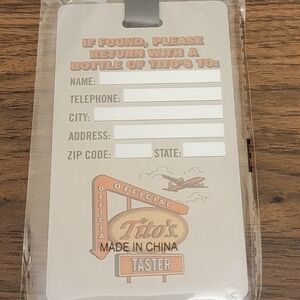 IF FOUND, PLEASE
RETURN WITH A
BOTTLE OF TITO'S TO:
NAME:
TELEPHONE:
CITY:
ADDRESS:
ZIP CODE: STATE:
OFFICIAL
OFFICIAL
Tito's
MADE IN CHINA
TASTER